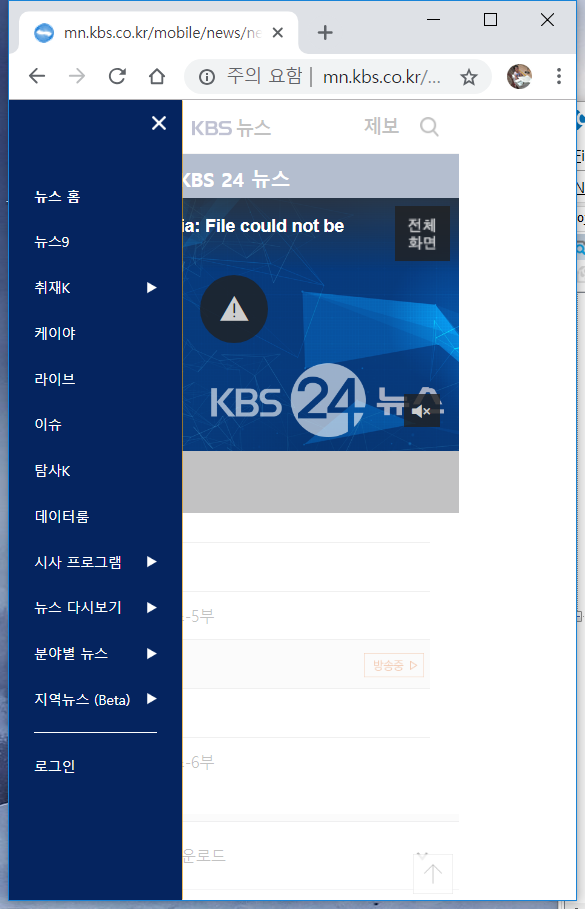 mn.kbs.co.kr/mobile/news/ne
주의 요함 | mn.kbs.co.kr/...
KBS 뉴스
제보
KBS 24 뉴스
ia: File could not be
전체
화면
KBS 24 뉴스
뉴스 홈
뉴스9
취재K
케이야
라이브
이슈
탐사K
데이터룸
시사 프로그램
뉴스 다시보기
분야별 뉴스
지역뉴스 (Beta)
로그인
-5부
방송중
-6부
운로드